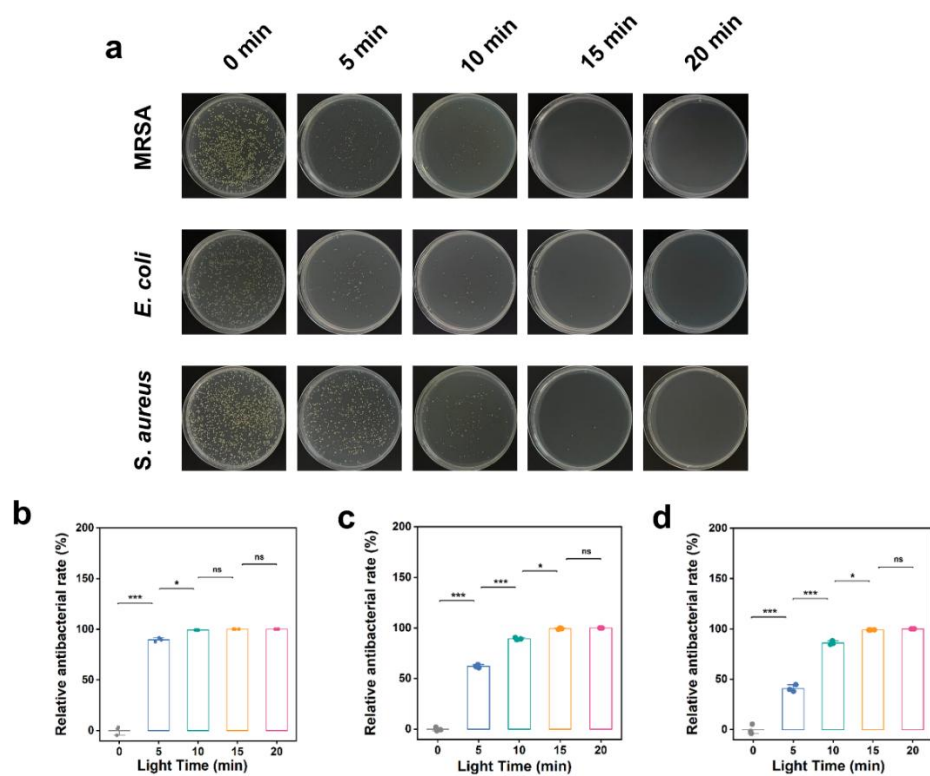 a
0 min
5 min
10 min
15 min
20 min
MRSA
E. coli
S. aureus
b
Relative antibacterial rate (%)
200
150
100
50
0
***
*
ns
ns
0 5 10 15 20
Light Time (min)
c
Relative antibacterial rate (%)
200
150
100
50
0
***
***
*
ns
0 5 10 15 20
Light Time (min)
d
Relative antibacterial rate (%)
200
150
100
50
0
***
***
*
ns
0 5 10 15 20
Light Time (min)